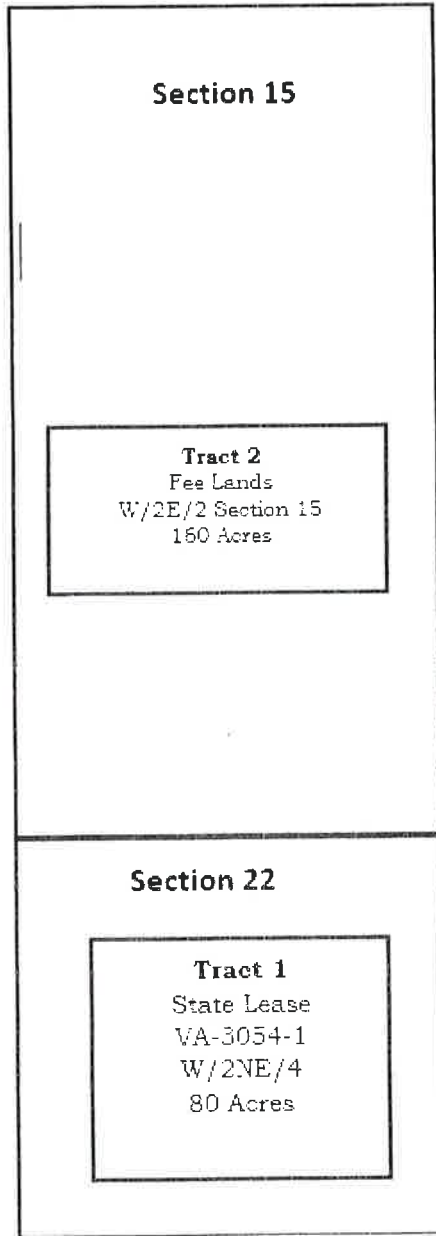 Section 15
Tract 2
Fee Lands
W/2E/2 Section 15
160 Acres
Section 22
Tract 1
State Lease
VA-3054-1
W/2NE/4
80 Acres